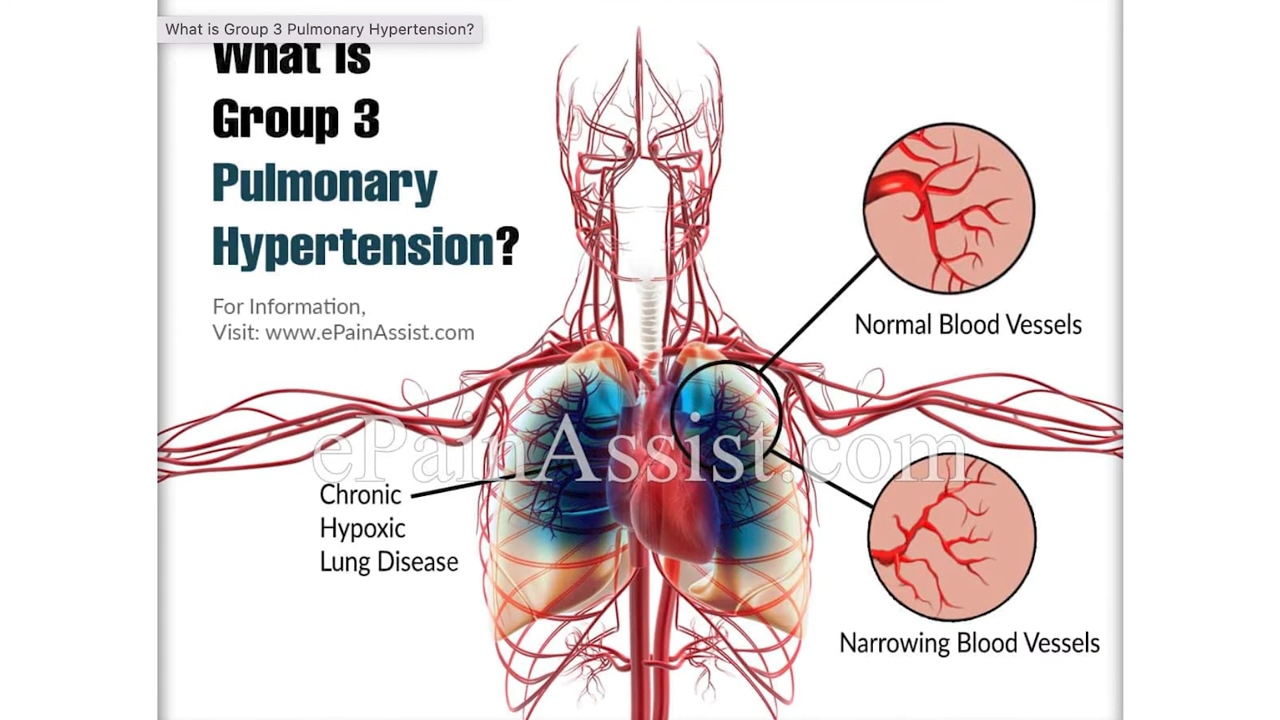 What is Group 3 Pulmonary Hypertension?
What is
Group 3
Pulmonary
Hypertension?
For Information,
Visit: www.ePainAssist.com
Normal Blood Vessels
ePainAssist.com
Chronic
Hypoxic
Lung Disease
Narrowing Blood Vessels